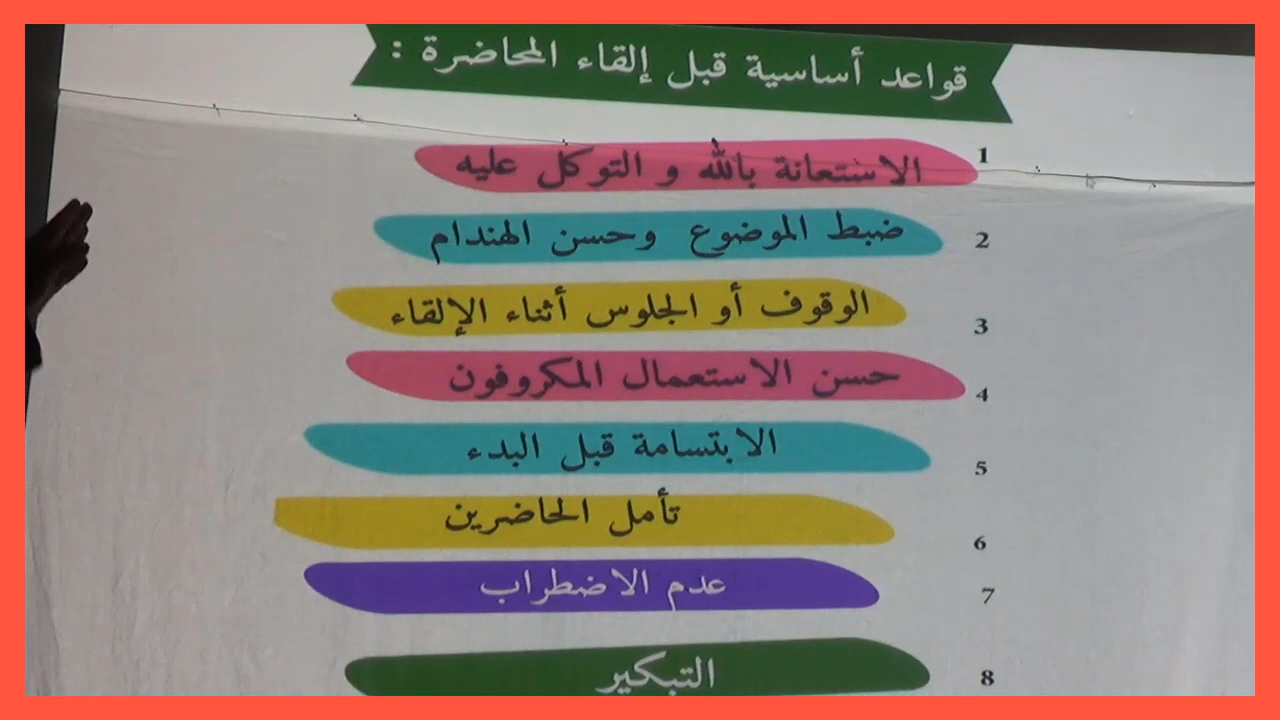 قواعد أساسية قبل إلقاء المحاضرة :
1 الاستعانة بالله و التوكل عليه
2 ضبط الموضوع وحسن الهندام
3 الوقوف أو الجلوس أثناء الإلقاء
4 حسن الاستعمال المكروفون
5 الابتسامة قبل البدء
6 تأمل الحاضرين
7 عدم الاضطراب
8 التبكير